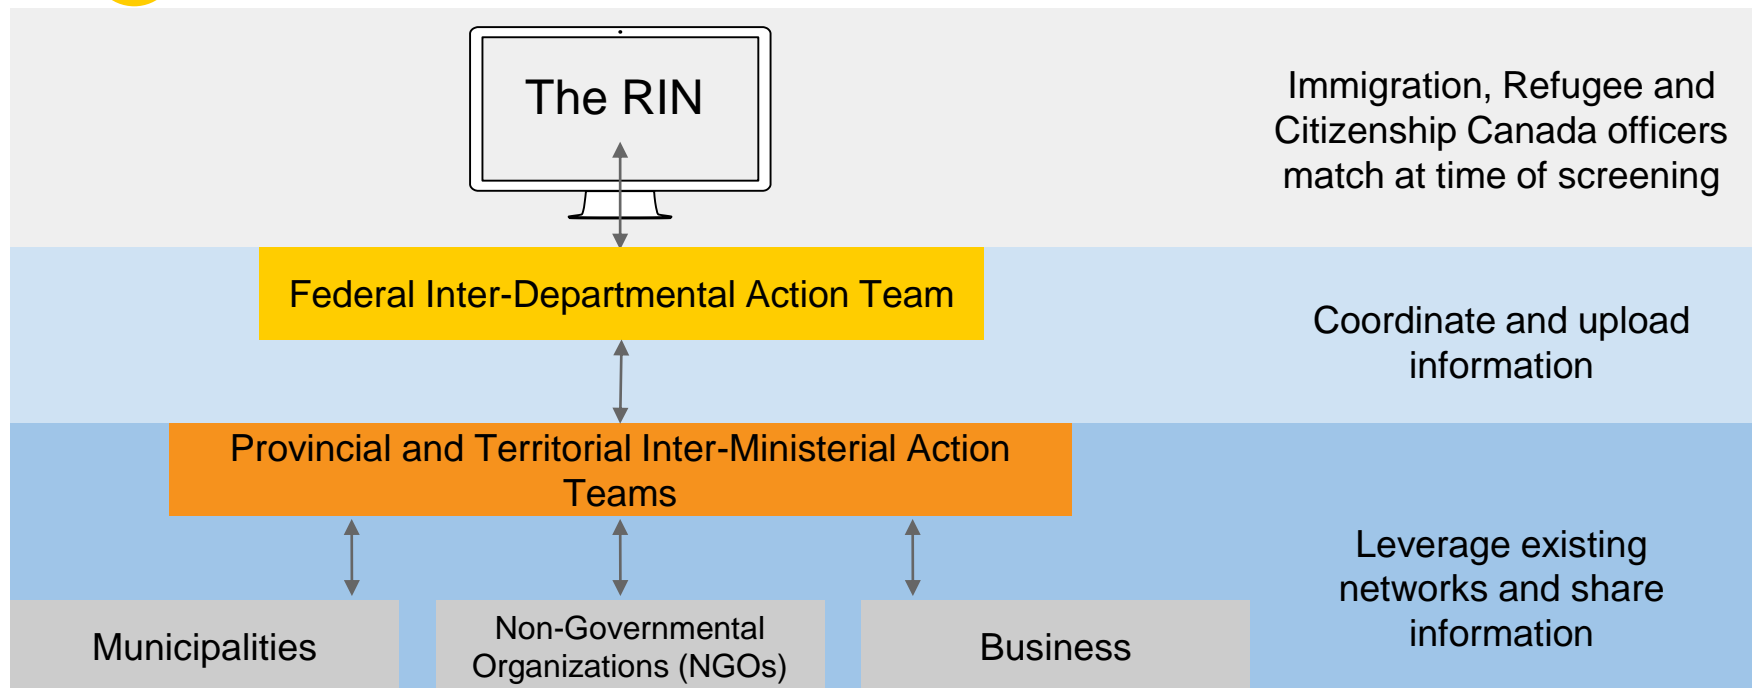 The RIN
Immigration, Refugee and
Citizenship Canada officers
match at time of screening
Federal Inter-Departmental Action Team
Coordinate and upload
information
Provincial and Territorial Inter-Ministerial Action
Teams
Leverage existing
networks and share
information
Municipalities
Non-Governmental
Organizations (NGOs)
Business